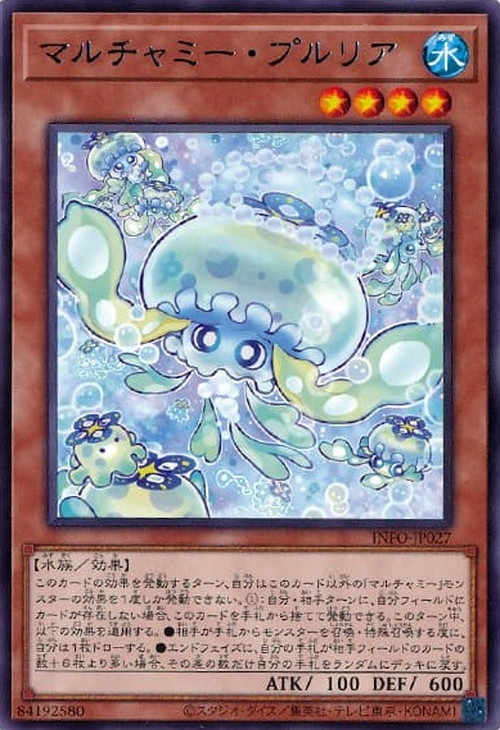 マルチャミー・プルリア
水
INFO-JP027
【水族/効果】
このカードの効果を発動するターン、自分はこのカード以外の「マルチャミー」モン
スターの効果を1度しか発動できない。①:自分・相手ターンに、自分フィールドに
カードが存在しない場合、このカードを手札から捨てて発動できる。このターン中、
以下の効果を適用する。●相手が手札からモンスターを召喚・特殊召喚する度に、
自分は1枚ドローする。●エンドフェイズに、自分の手札が相手フィールドのカードの
数+6枚より多い場合、その差の数だけ自分の手札をランダムにデッキに戻す。
ATK/ 100 DEF/ 600
84192580
©スタジオ・ダイス/集英社・テレビ東京・KONAMI